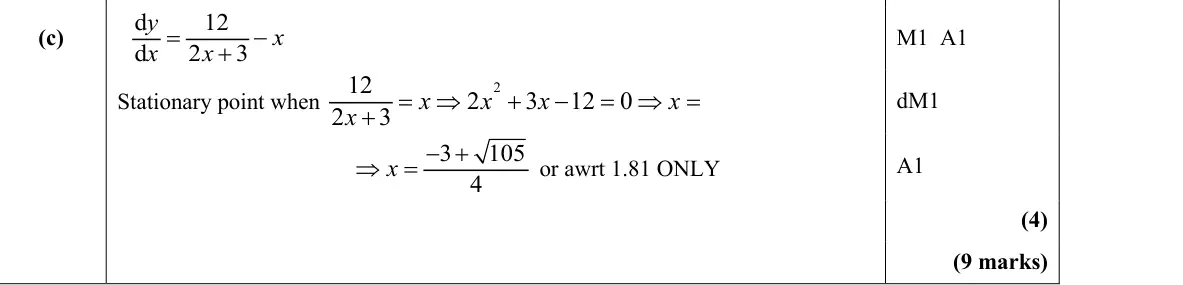 (c) dy/dx = 12/(2x + 3) − x M1 A1
Stationary point when 12/(2x + 3) = x ⇒ 2x² + 3x − 12 = 0 ⇒ x = dM1
⇒ x = (−3 + √105)/4 or awrt 1.81 ONLY A1
(4)
(9 marks)